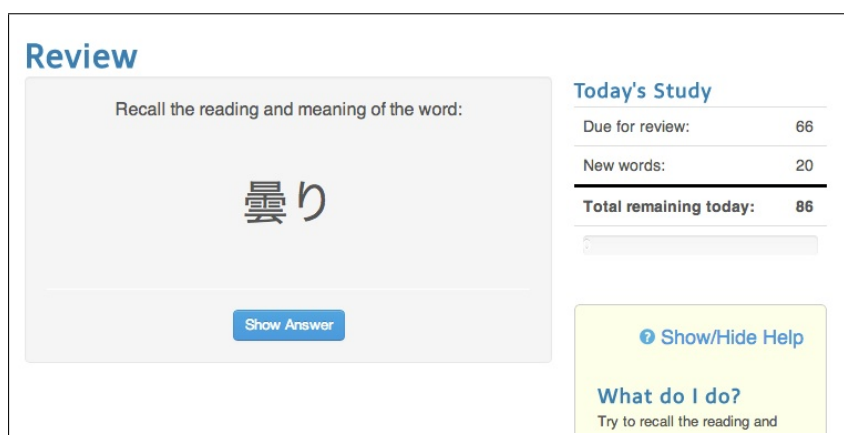 Review
Recall the reading and meaning of the word:
曇り
Show Answer
Today's Study
Due for review: 66
New words: 20
Total remaining today: 86
Show/Hide Help
What do I do?
Try to recall the reading and